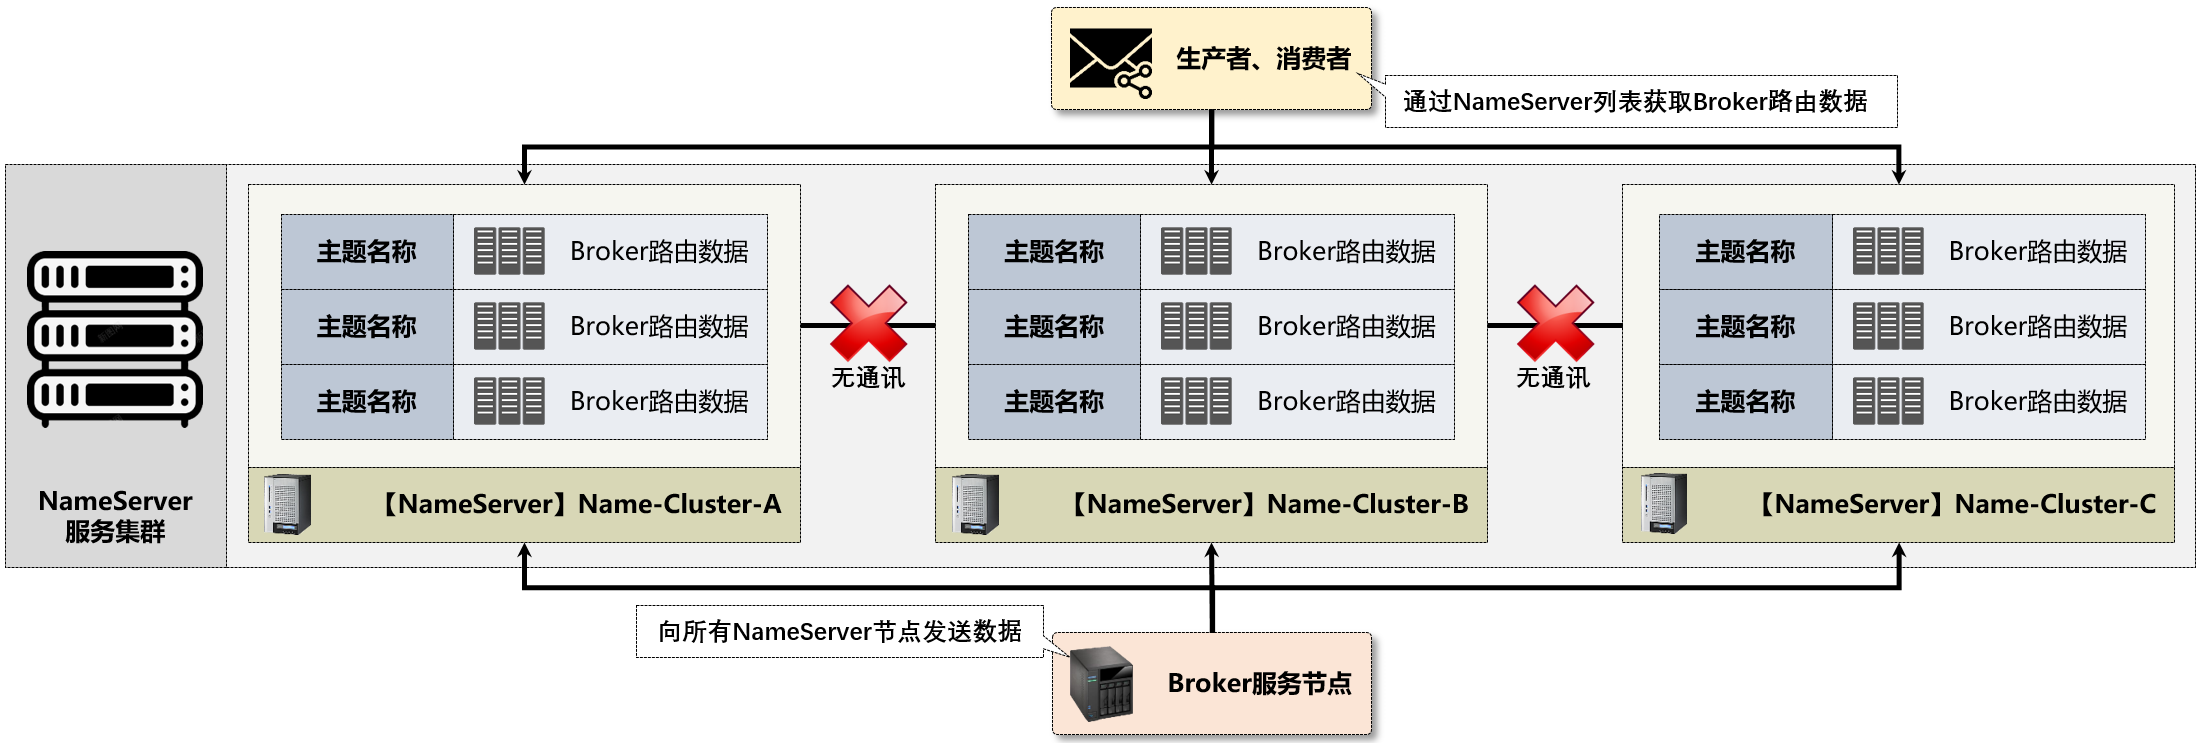 生产者、消费者
通过NameServer列表获取Broker路由数据
NameServer
服务集群
主题名称 Broker路由数据
主题名称 Broker路由数据
主题名称 Broker路由数据
【NameServer】Name-Cluster-A
无通讯
主题名称 Broker路由数据
主题名称 Broker路由数据
主题名称 Broker路由数据
【NameServer】Name-Cluster-B
无通讯
主题名称 Broker路由数据
主题名称 Broker路由数据
主题名称 Broker路由数据
【NameServer】Name-Cluster-C
向所有NameServer节点发送数据
Broker服务节点